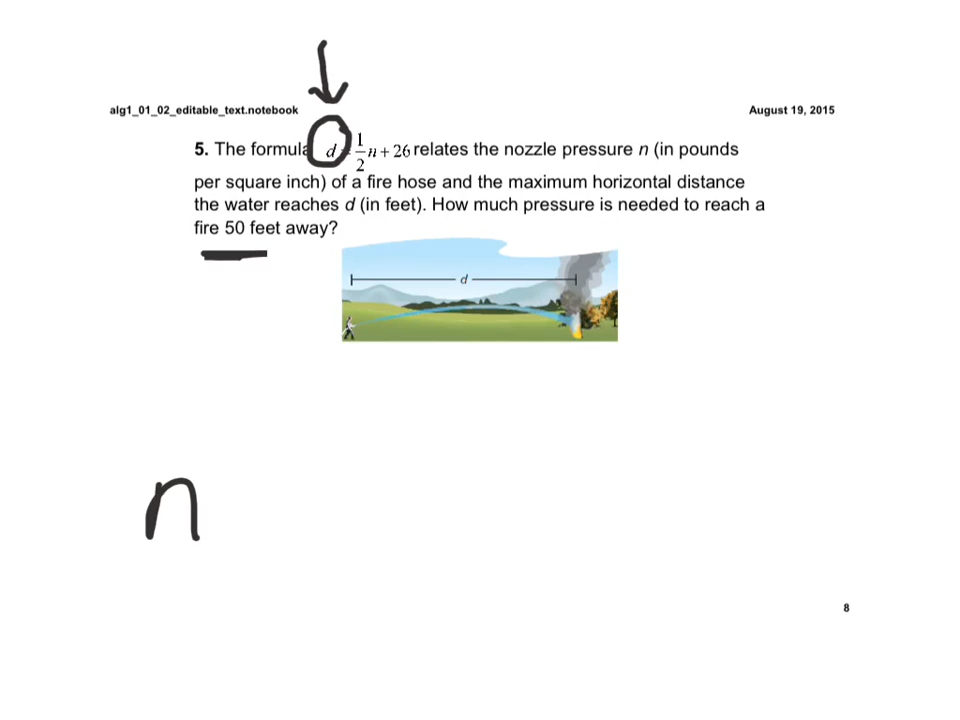 alg1_01_02_editable_text.notebook August 19, 2015
5. The formula d = 1/2 n + 26 relates the nozzle pressure n (in pounds
per square inch) of a fire hose and the maximum horizontal distance
the water reaches d (in feet). How much pressure is needed to reach a
fire 50 feet away?
d
n
8